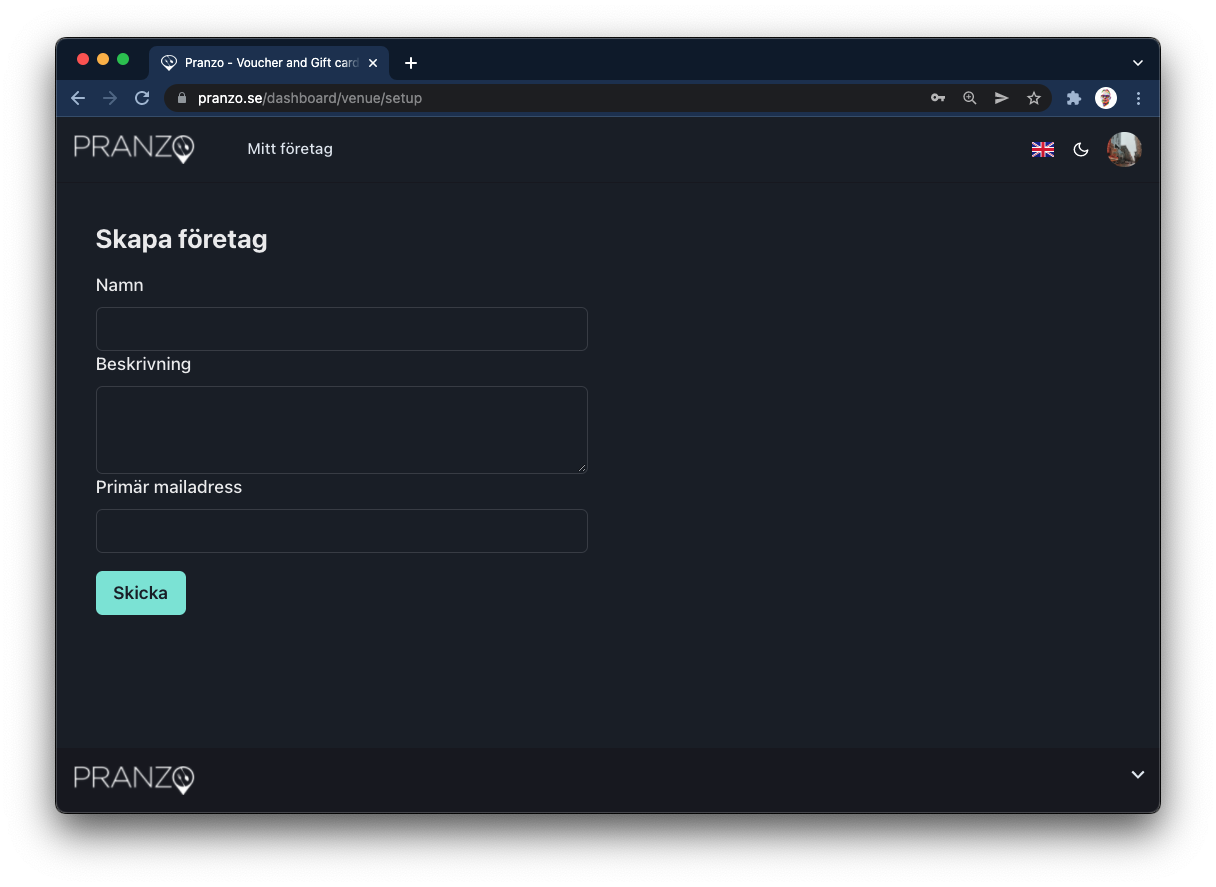 Pranzo - Voucher and Gift card
pranzo.se/dashboard/venue/setup
PRANZO
Mitt företag
Skapa företag
Namn
Beskrivning
Primär mailadress
Skicka
PRANZO